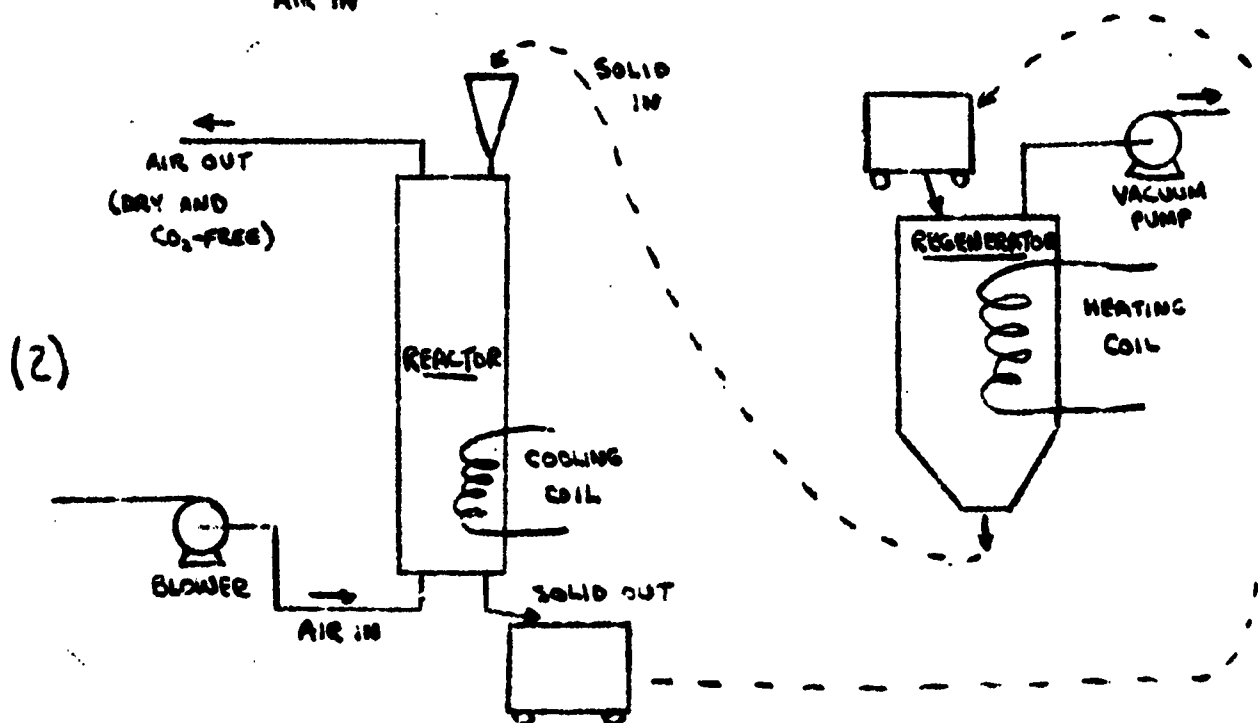 AIR IN
SOLID
IN
AIR OUT
(DRY AND
CO₂-FREE)
VACUUM
PUMP
REGENERATOR
HEATING
COIL
REACTOR
(2)
COOLING
COIL
BLOWER
SOLID OUT
AIR IN